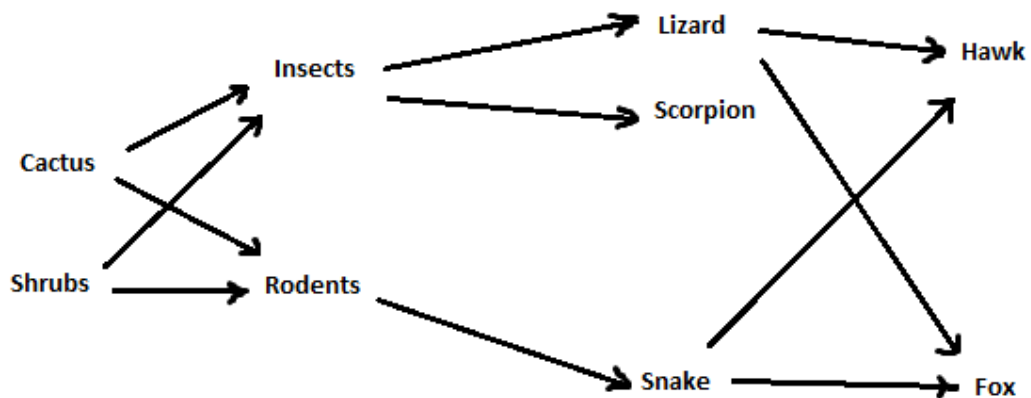 Lizard
Hawk
Insects
Scorpion
Cactus
Shrubs
Rodents
Snake
Fox